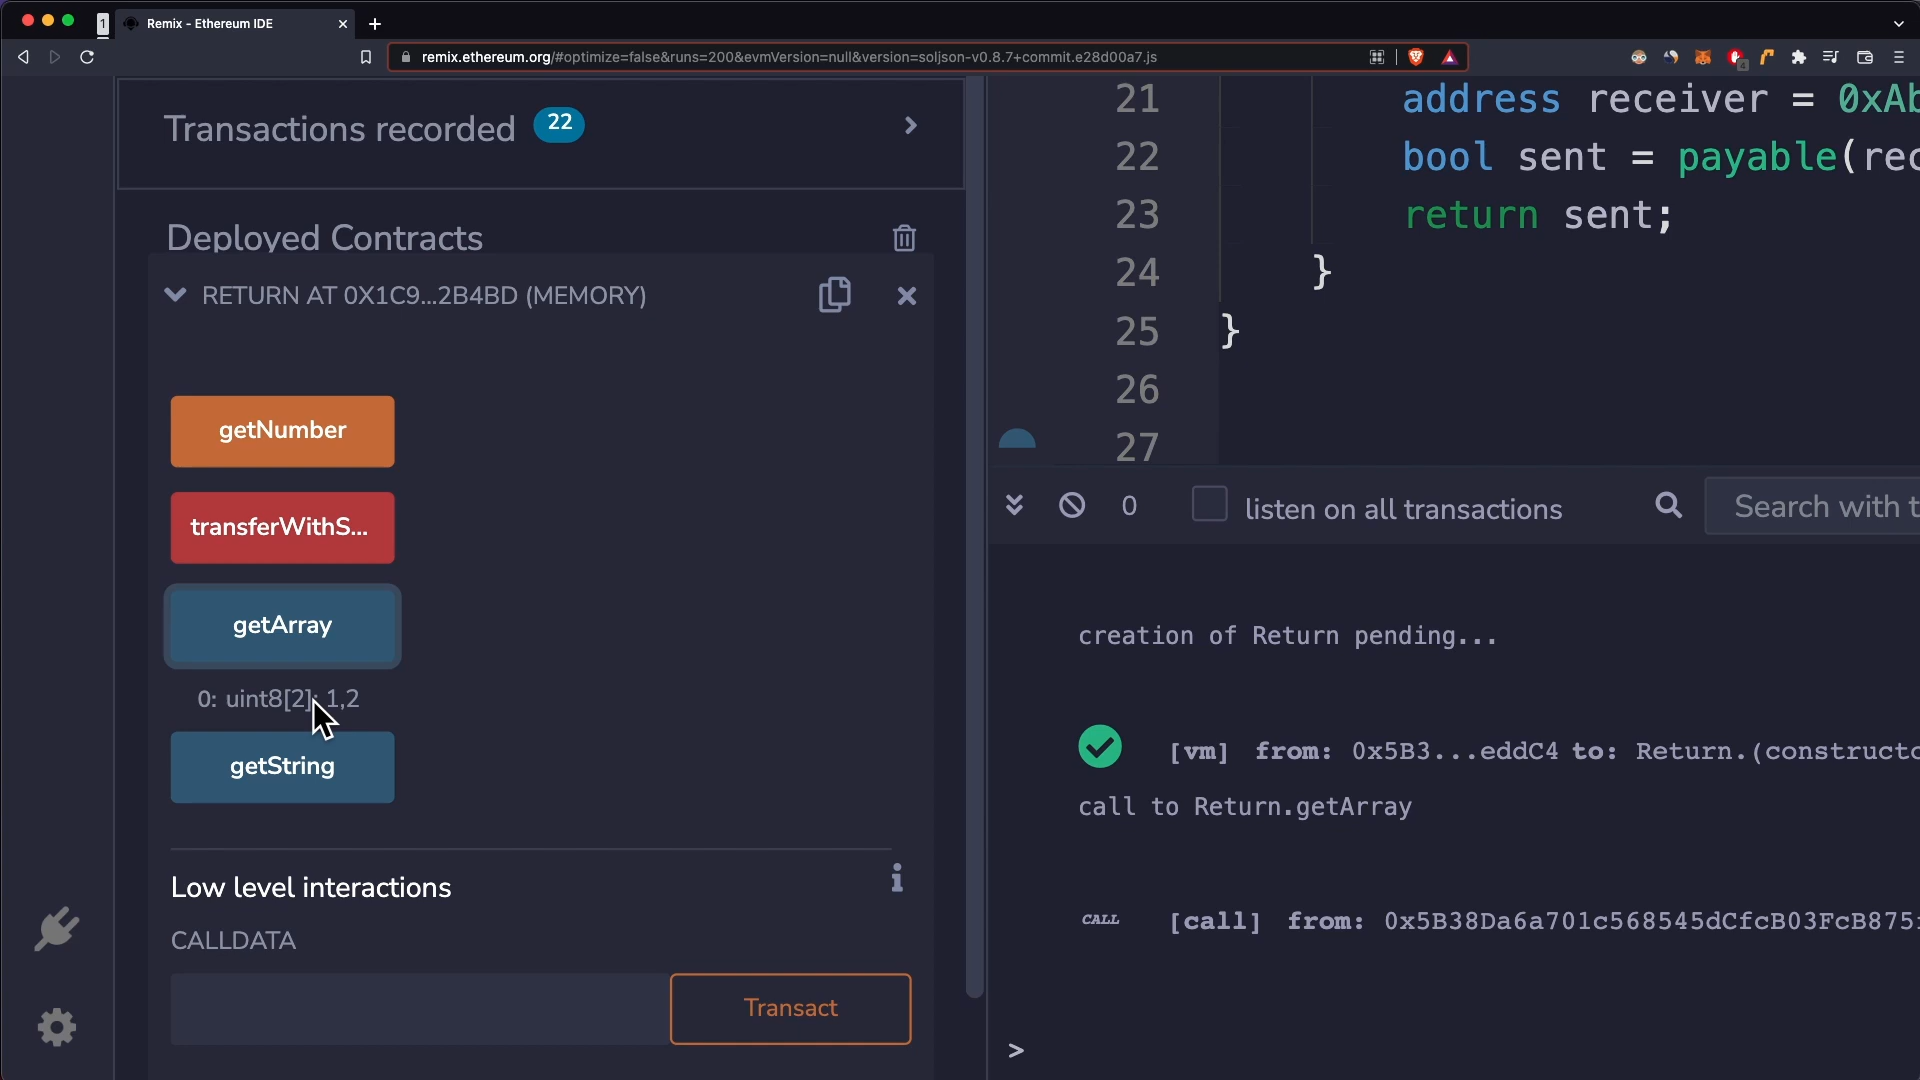 1
Remix - Ethereum IDE
remix.ethereum.org/#optimize=false&runs=200&evmVersion=null&version=soljson-v0.8.7+commit.e28d00a7.js
4
Transactions recorded 22
Deployed Contracts
RETURN AT 0X1C9...2B4BD (MEMORY)
getNumber
transferWithS...
getArray
0: uint8[2]: 1,2
getString
Low level interactions
CALLDATA
Transact
21 address receiver = 0xAb
22 bool sent = payable(rec
23 return sent;
24 }
25 }
26
27
0 listen on all transactions Search with t
creation of Return pending...
[vm] from: 0x5B3...eddC4 to: Return.(constructo
call to Return.getArray
CALL [call] from: 0x5B38Da6a701c568545dCfcB03FcB875
>